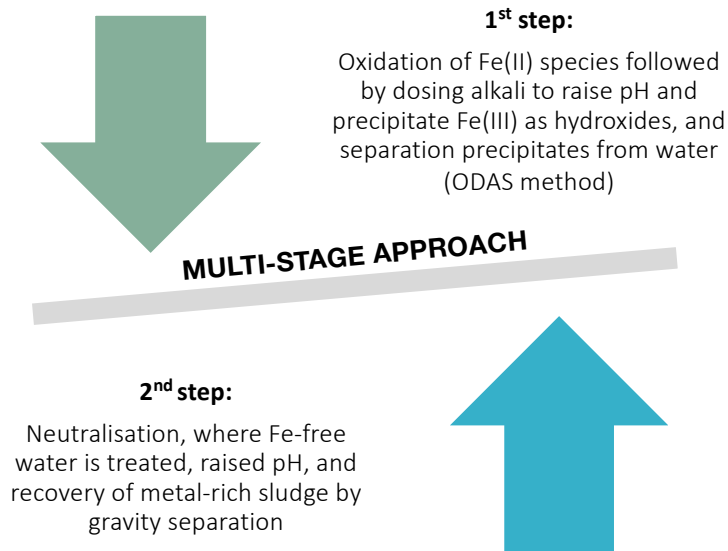 1st step:
Oxidation of Fe(II) species followed
by dosing alkali to raise pH and
precipitate Fe(III) as hydroxides, and
separation precipitates from water
(ODAS method)
MULTI-STAGE APPROACH
2nd step:
Neutralisation, where Fe-free
water is treated, raised pH, and
recovery of metal-rich sludge by
gravity separation